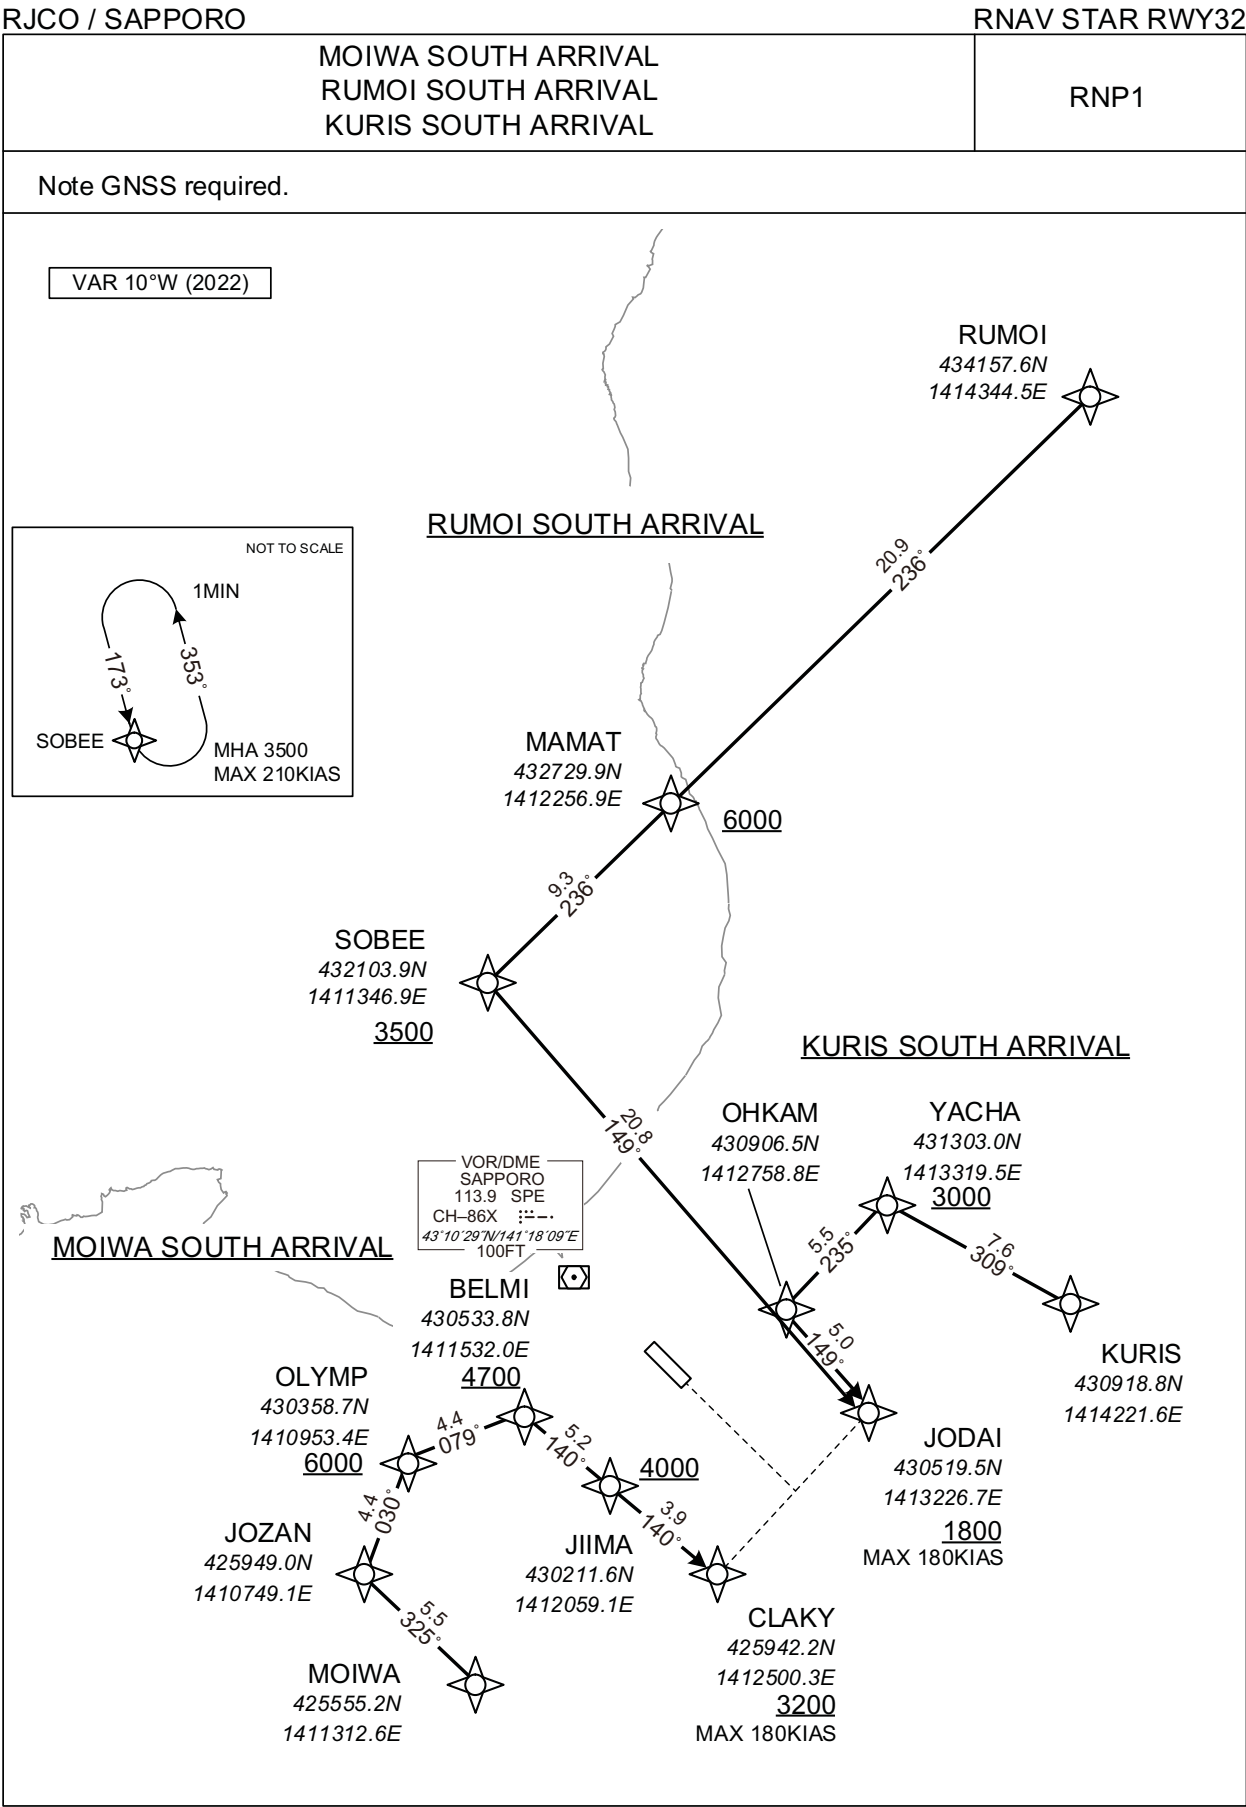 RJCO / SAPPORO
RNAV STAR RWY32
MOIWA SOUTH ARRIVAL
RUMOI SOUTH ARRIVAL
KURIS SOUTH ARRIVAL
RNP1
Note GNSS required.
VAR 10°W (2022)
RUMOI
434157.6N
1414344.5E
RUMOI SOUTH ARRIVAL
20.9
236°
NOT TO SCALE
1MIN
173°
353°
SOBEE
MHA 3500
MAX 210KIAS
MAMAT
432729.9N
1412256.9E
6000
9.3
236°
SOBEE
432103.9N
1411346.9E
3500
KURIS SOUTH ARRIVAL
20.8
149°
OHKAM
430906.5N
1412758.8E
YACHA
431303.0N
1413319.5E
3000
VOR/DME
SAPPORO
113.9 SPE
CH–86X
43°10′29″N/141°18′09″E
100FT
MOIWA SOUTH ARRIVAL
5.5
235°
7.6
309°
BELMI
430533.8N
1411532.0E
4700
5.0
149°
KURIS
430918.8N
1414221.6E
OLYMP
430358.7N
1410953.4E
6000
4.4
079°
5.2
140°
4000
JODAI
430519.5N
1413226.7E
1800
MAX 180KIAS
4.4
030°
3.9
140°
JOZAN
425949.0N
1410749.1E
JIIMA
430211.6N
1412059.1E
5.5
325°
CLAKY
425942.2N
1412500.3E
3200
MAX 180KIAS
MOIWA
425555.2N
1411312.6E